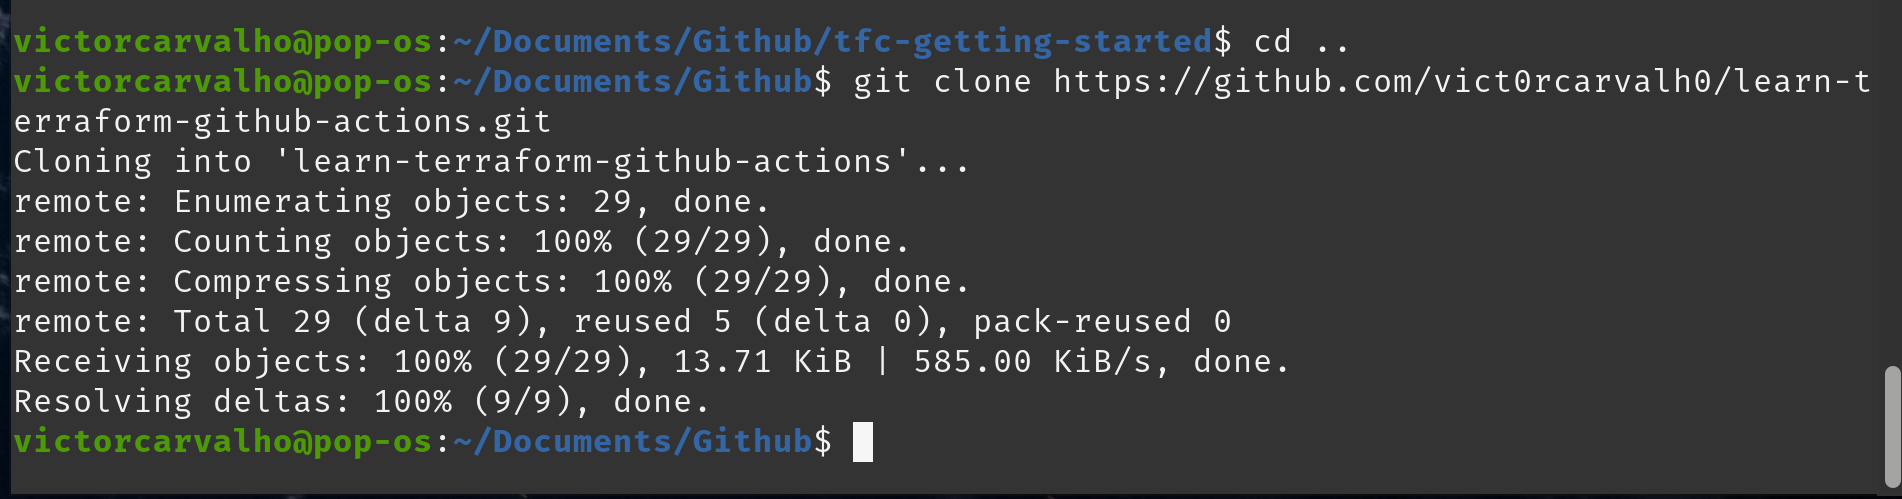 victorcarvalho@pop-os:~/Documents/Github/tfc-getting-started$ cd ..
victorcarvalho@pop-os:~/Documents/Github$ git clone https://github.com/vict0rcarvalh0/learn-t
erraform-github-actions.git
Cloning into 'learn-terraform-github-actions'...
remote: Enumerating objects: 29, done.
remote: Counting objects: 100% (29/29), done.
remote: Compressing objects: 100% (29/29), done.
remote: Total 29 (delta 9), reused 5 (delta 0), pack-reused 0
Receiving objects: 100% (29/29), 13.71 KiB | 585.00 KiB/s, done.
Resolving deltas: 100% (9/9), done.
victorcarvalho@pop-os:~/Documents/Github$